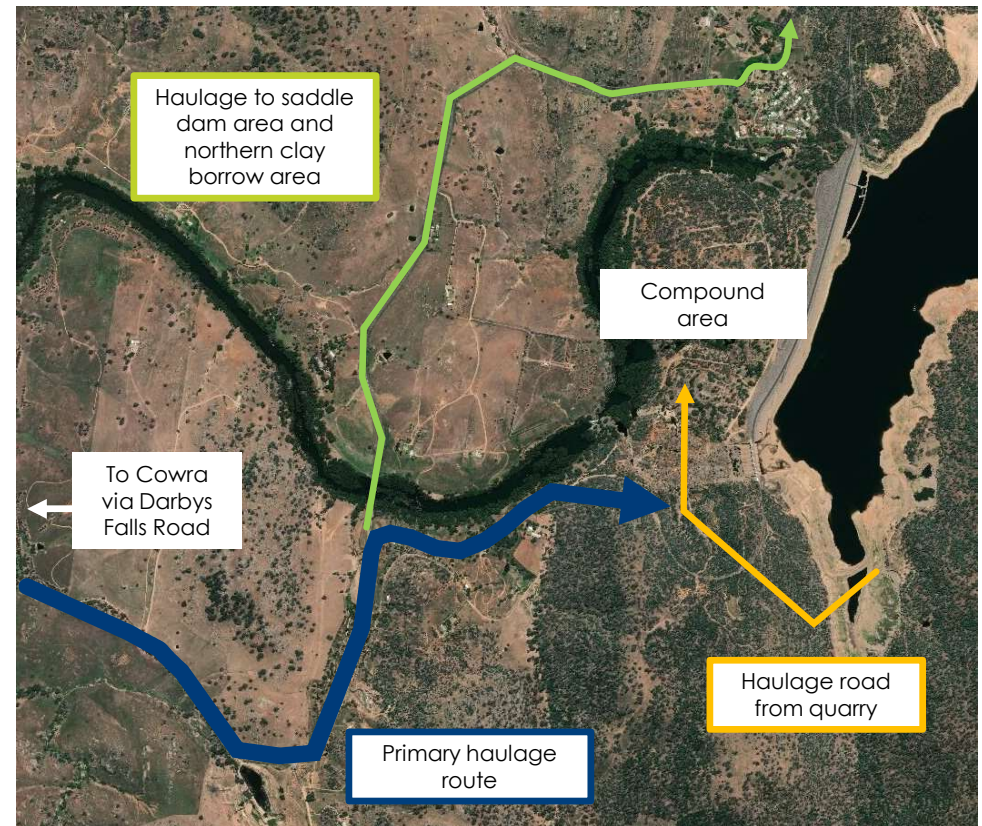 Haulage to saddle
dam area and
northern clay
borrow area
Compound
area
To Cowra
via Darbys
Falls Road
Haulage road
from quarry
Primary haulage
route